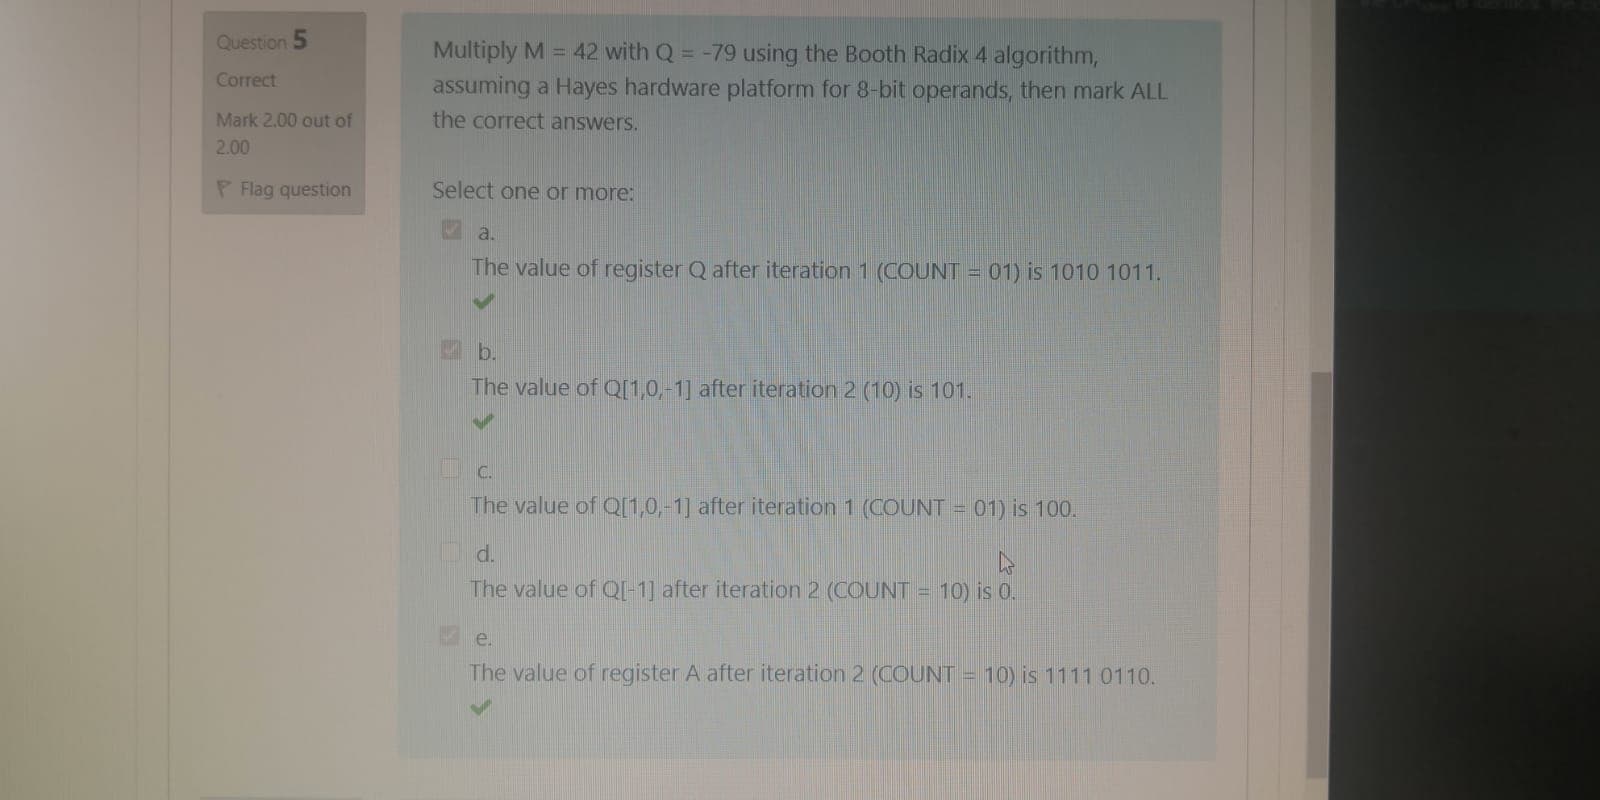 Question 5
Correct
Mark 2.00 out of
2.00
Flag question
Multiply M = 42 with Q = -79 using the Booth Radix 4 algorithm,
assuming a Hayes hardware platform for 8-bit operands, then mark ALL
the correct answers.
Select one or more:
a.
The value of register Q after iteration 1 (COUNT = 01) is 1010 1011.
b.
The value of Q[1,0,-1] after iteration 2 (10) is 101.
c.
The value of Q[1,0,-1] after iteration 1 (COUNT = 01) is 100.
d.
The value of Q[-1] after iteration 2 (COUNT = 10) is 0.
e.
The value of register A after iteration 2 (COUNT = 10) is 1111 0110.